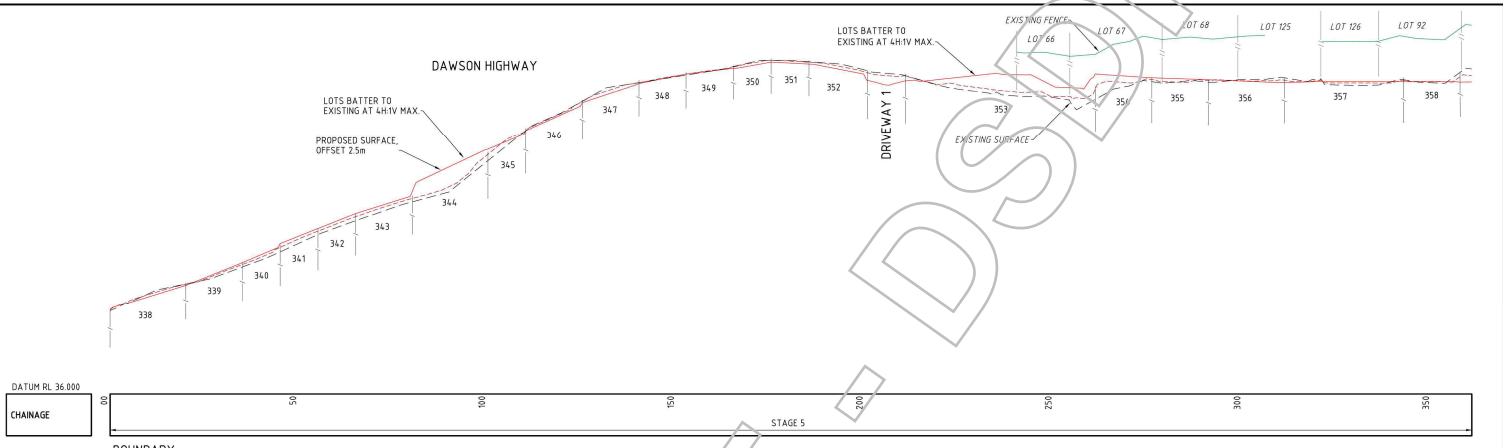 EXISTING FENCE
LOT 66
LOT 67
LOT 68
LOT 125
LOT 126
LOT 92
LOTS BATTER TO
EXISTING AT 4H:1V MAX.
DAWSON HIGHWAY
LOTS BATTER TO
EXISTING AT 4H:1V MAX.
PROPOSED SURFACE,
OFFSET 2.5m
EXISTING SURFACE
DRIVEWAY 1
338
339
340
341
342
343
344
345
346
347
348
349
350
351
352
353
354
355
356
357
358
DATUM RL 36.000
CHAINAGE
00
50
100
150
200
250
300
350
STAGE 5
BOUNDARY
- DSD